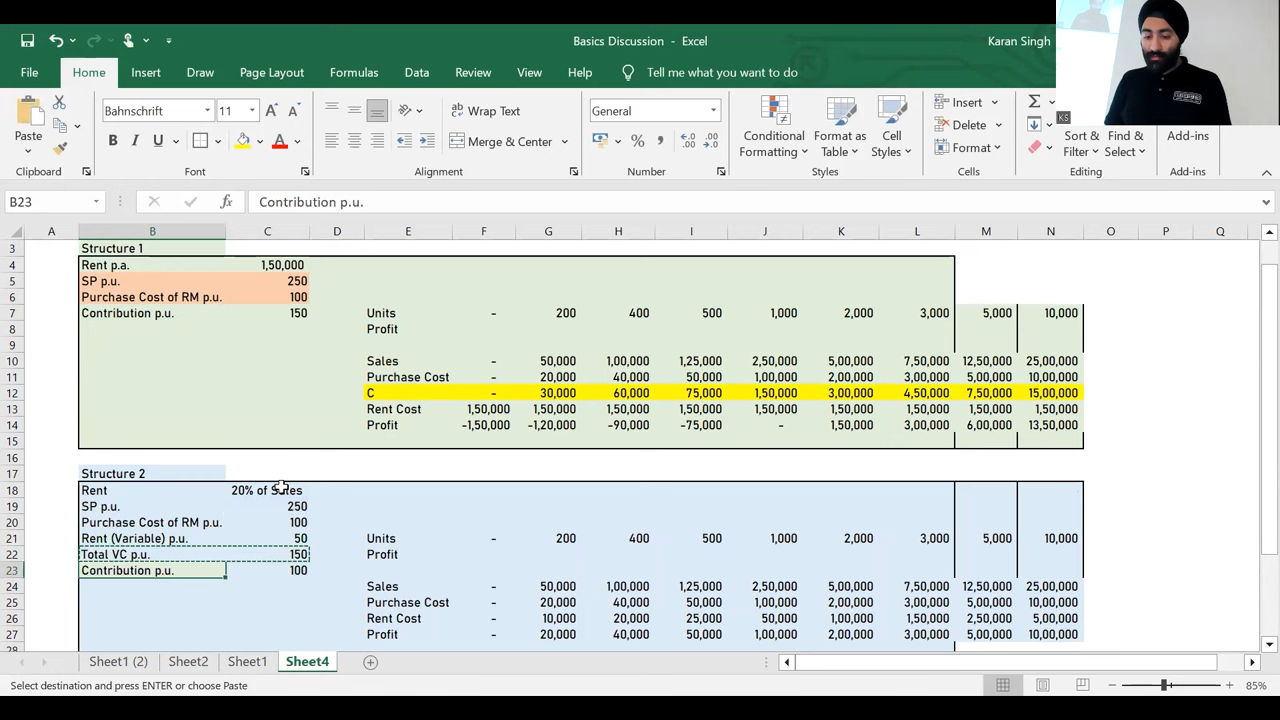 Basics Discussion - Excel
Karan Singh
File Home Insert Draw Page Layout Formulas Data Review View Help Tell me what you want to do
Paste
Clipboard
Bahnschrift 11
B I U
Font
Wrap Text
Merge & Center
Alignment
General
Number
Conditional Formatting
Format as Table
Cell Styles
Styles
Insert
Delete
Format
Cells
Sort & Filter
Find & Select
Add-ins
Add-ins
KS
B23 fx Contribution p.u.
A B C D E F G H I J K L M N O P Q
3 Structure 1
4 Rent p.a. 1,50,000
5 SP p.u. 250
6 Purchase Cost of RM p.u. 100
7 Contribution p.u. 150 Units - 200 400 500 1,000 2,000 3,000 5,000 10,000
8 Profit
9
10 Sales - 50,000 1,00,000 1,25,000 2,50,000 5,00,000 7,50,000 12,50,000 25,00,000
11 Purchase Cost - 20,000 40,000 50,000 1,00,000 2,00,000 3,00,000 5,00,000 10,00,000
12 C - 30,000 60,000 75,000 1,50,000 3,00,000 4,50,000 7,50,000 15,00,000
13 Rent Cost 1,50,000 1,50,000 1,50,000 1,50,000 1,50,000 1,50,000 1,50,000 1,50,000 1,50,000
14 Profit -1,50,000 -1,20,000 -90,000 -75,000 - 1,50,000 3,00,000 6,00,000 13,50,000
15
16
17 Structure 2
18 Rent 20% of Sales
19 SP p.u. 250
20 Purchase Cost of RM p.u. 100
21 Rent (Variable) p.u. 50 Units - 200 400 500 1,000 2,000 3,000 5,000 10,000
22 Total VC p.u. 150 Profit
23 Contribution p.u. 100
24 Sales - 50,000 1,00,000 1,25,000 2,50,000 5,00,000 7,50,000 12,50,000 25,00,000
25 Purchase Cost - 20,000 40,000 50,000 1,00,000 2,00,000 3,00,000 5,00,000 10,00,000
26 Rent Cost - 10,000 20,000 25,000 50,000 1,00,000 1,50,000 2,50,000 5,00,000
27 Profit - 20,000 40,000 50,000 1,00,000 2,00,000 3,00,000 5,00,000 10,00,000
28
Sheet1 (2) Sheet2 Sheet1 Sheet4
Select destination and press ENTER or choose Paste
85%